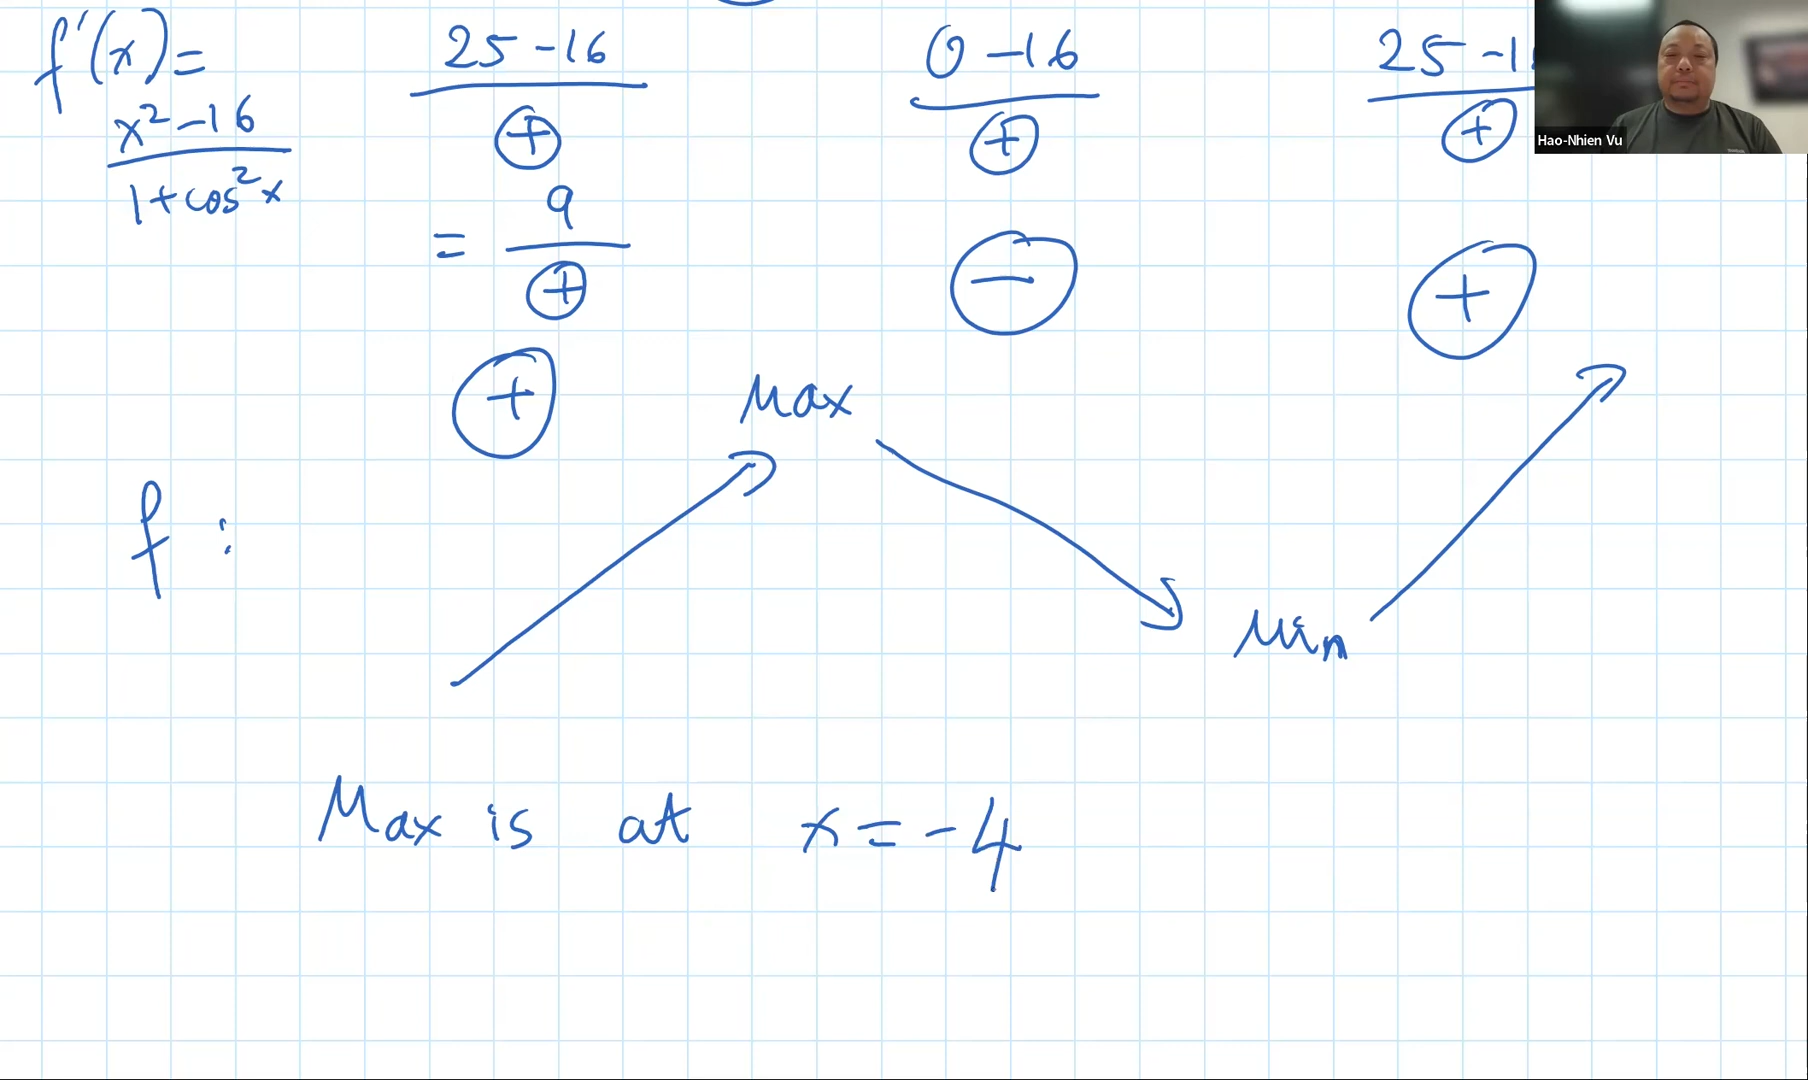 f'(x) = x² - 16 / 1 + cos² x
25 - 16 / +
= 9 / +
+
0 - 16 / +
−
25 - 1
+
+
Hao-Nhien Vu
Max
f :
Min
Max is at x = -4